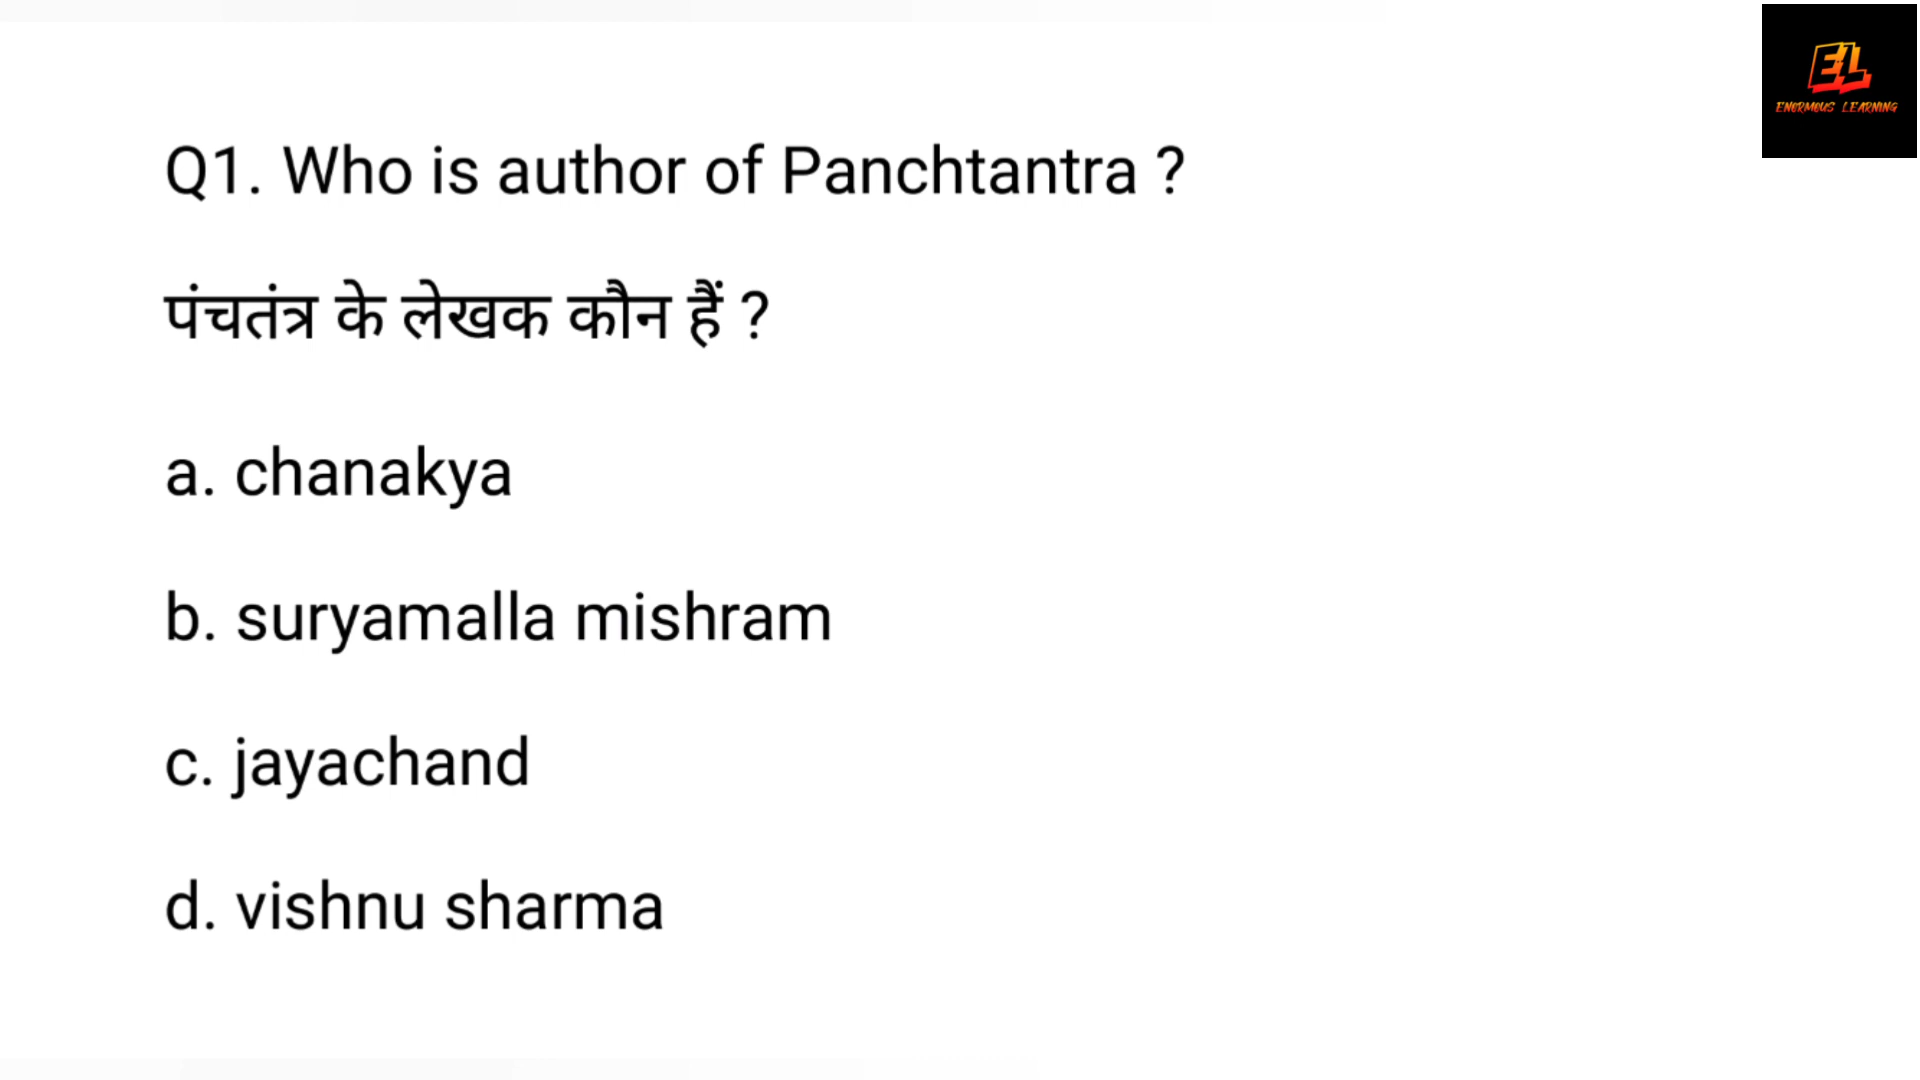 EL
ENORMOUS LEARNING
Q1. Who is author of Panchtantra ?
पंचतंत्र के लेखक कौन हैं ?
a. chanakya
b. suryamalla mishram
c. jayachand
d. vishnu sharma